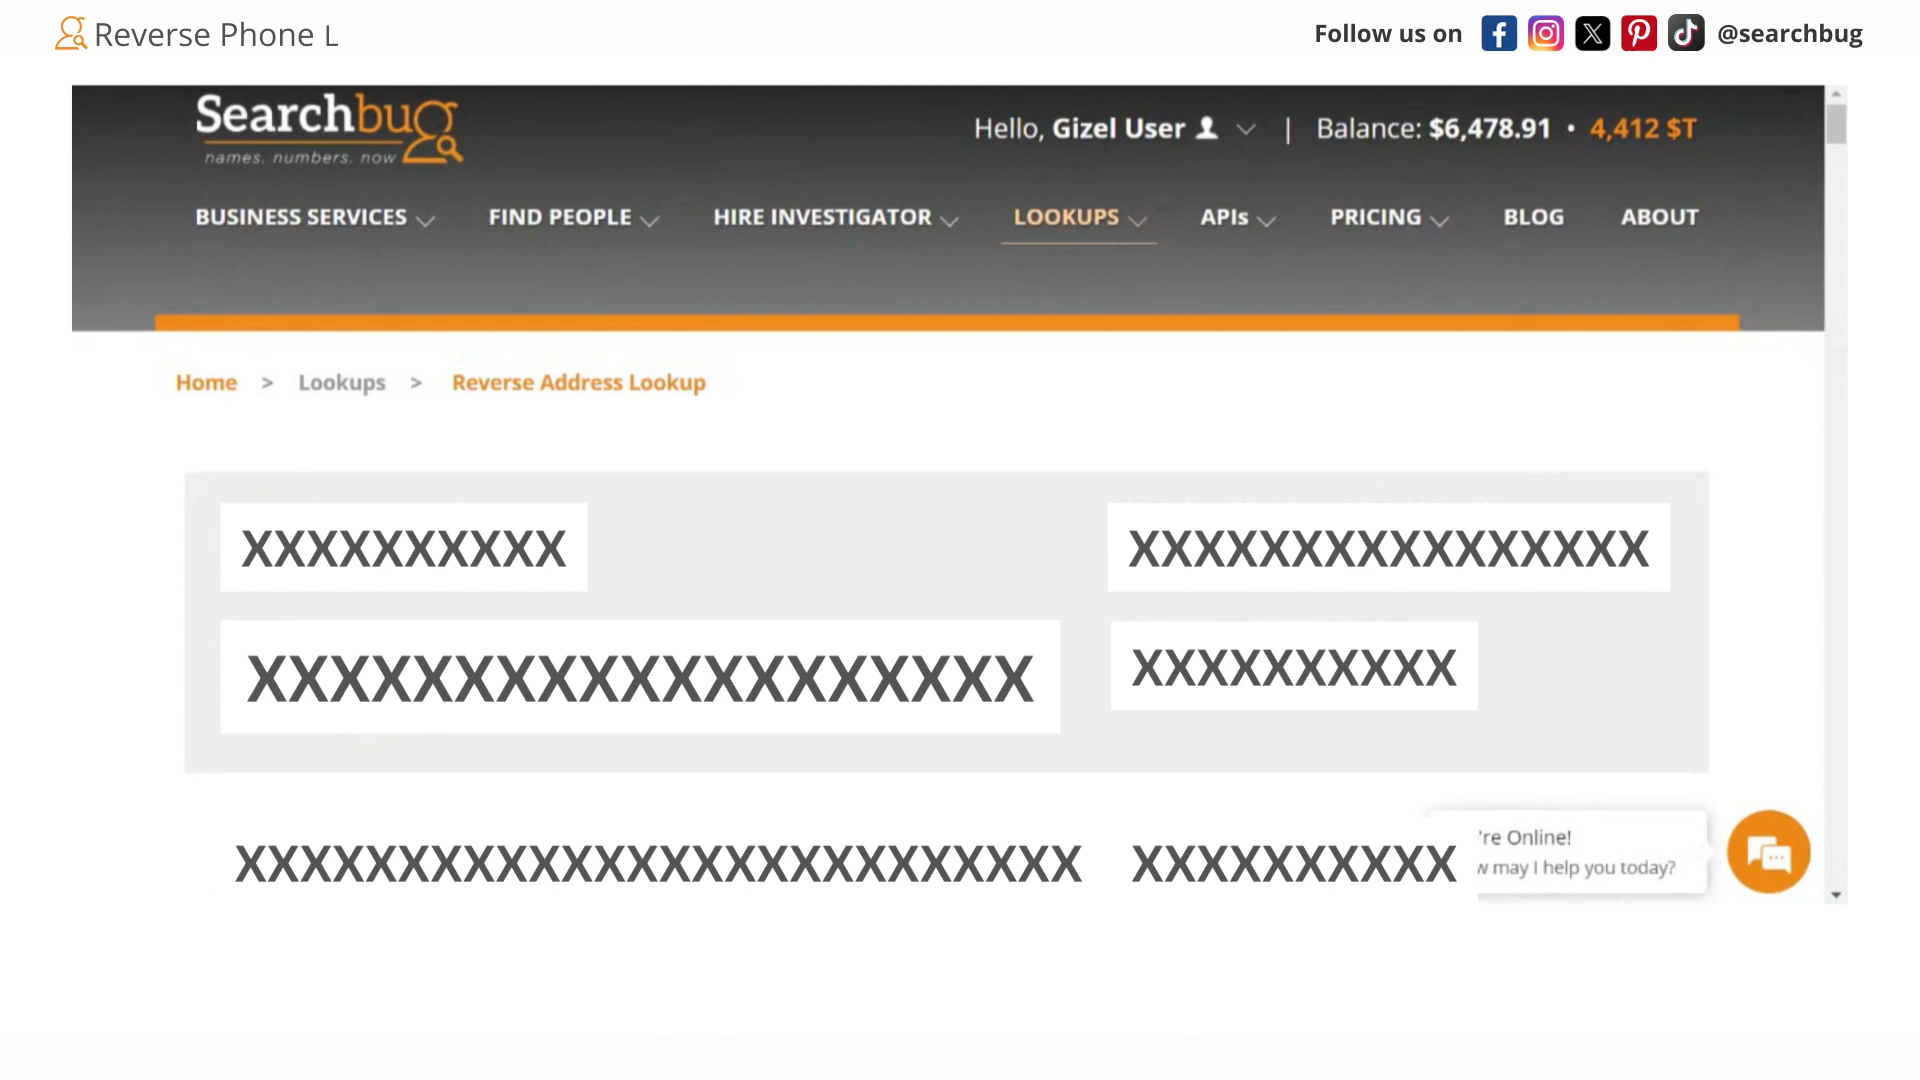 Reverse Phone L
Follow us on @searchbug
Searchbug
names. numbers. now
Hello, Gizel User | Balance: $6,478.91 • 4,412 $T
BUSINESS SERVICES FIND PEOPLE HIRE INVESTIGATOR LOOKUPS APIs PRICING BLOG ABOUT
Home > Lookups > Reverse Address Lookup
XXXXXXXXXX XXXXXXXXXXXXXXXX
XXXXXXXXXXXXXXXXXXX XXXXXXXXXX
XXXXXXXXXXXXXXXXXXXXXXXXXX XXXXXXXXXX
're Online!
w may I help you today?